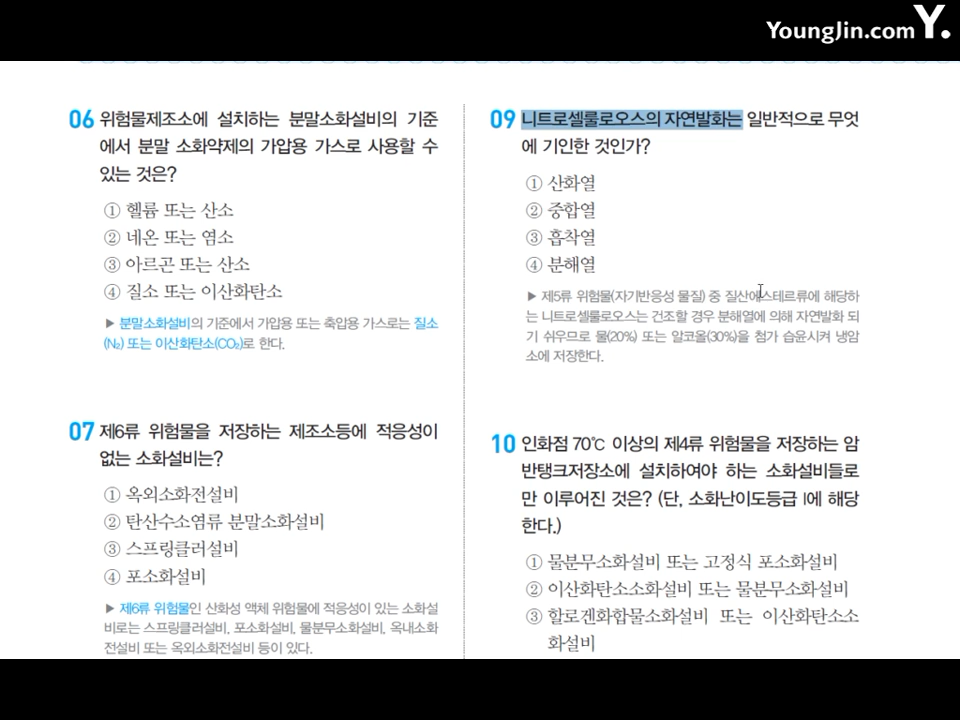 YoungJin.com Y.
06 위험물제조소에 설치하는 분말소화설비의 기준
에서 분말 소화약제의 가압용 가스로 사용할 수
있는 것은?
① 헬륨 또는 산소
② 네온 또는 염소
③ 아르곤 또는 산소
④ 질소 또는 이산화탄소
▶ 분말소화설비의 기준에서 가압용 또는 축압용 가스로는 질소
(N₂) 또는 이산화탄소(CO₂)로 한다.
07 제6류 위험물을 저장하는 제조소등에 적응성이
없는 소화설비는?
① 옥외소화전설비
② 탄산수소염류 분말소화설비
③ 스프링클러설비
④ 포소화설비
▶ 제6류 위험물인 산화성 액체 위험물에 적응성이 있는 소화설
비로는 스프링클러설비, 포소화설비, 물분무소화설비, 옥내소화
전설비 또는 옥외소화전설비 등이 있다.
09 니트로셀룰로오스의 자연발화는 일반적으로 무엇
에 기인한 것인가?
① 산화열
② 중합열
③ 흡착열
④ 분해열
▶ 제5류 위험물(자기반응성 물질) 중 질산에스테르류에 해당하
는 니트로셀룰로오스는 건조할 경우 분해열에 의해 자연발화 되
기 쉬우므로 물(20%) 또는 알코올(30%)을 첨가 습윤시켜 냉암
소에 저장한다.
10 인화점 70℃ 이상의 제4류 위험물을 저장하는 암
반탱크저장소에 설치하여야 하는 소화설비들로
만 이루어진 것은? (단, 소화난이도등급 Ⅰ에 해당
한다.)
① 물분무소화설비 또는 고정식 포소화설비
② 이산화탄소소화설비 또는 물분무소화설비
③ 할로겐화합물소화설비 또는 이산화탄소소
화설비